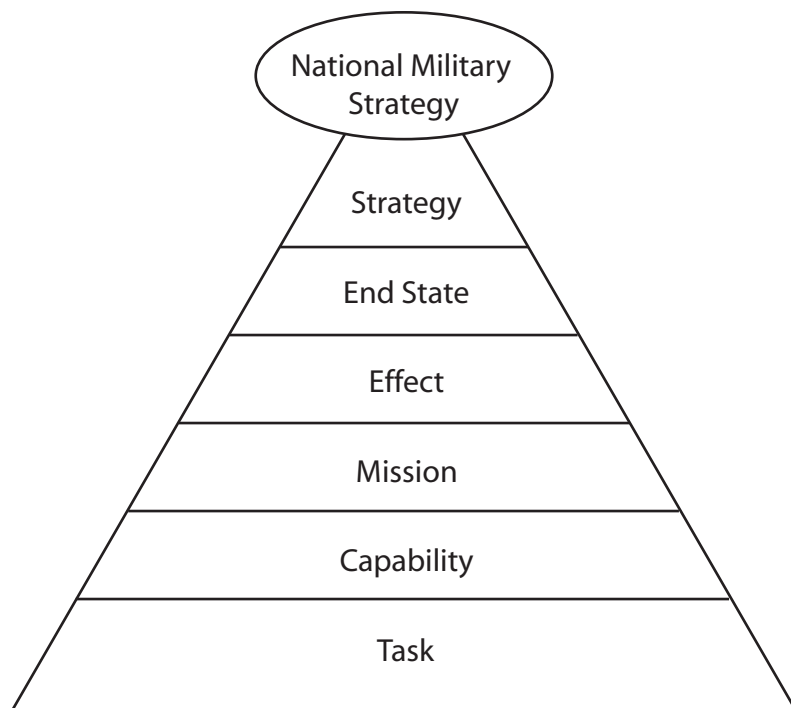 National Military
Strategy
Strategy
End State
Effect
Mission
Capability
Task